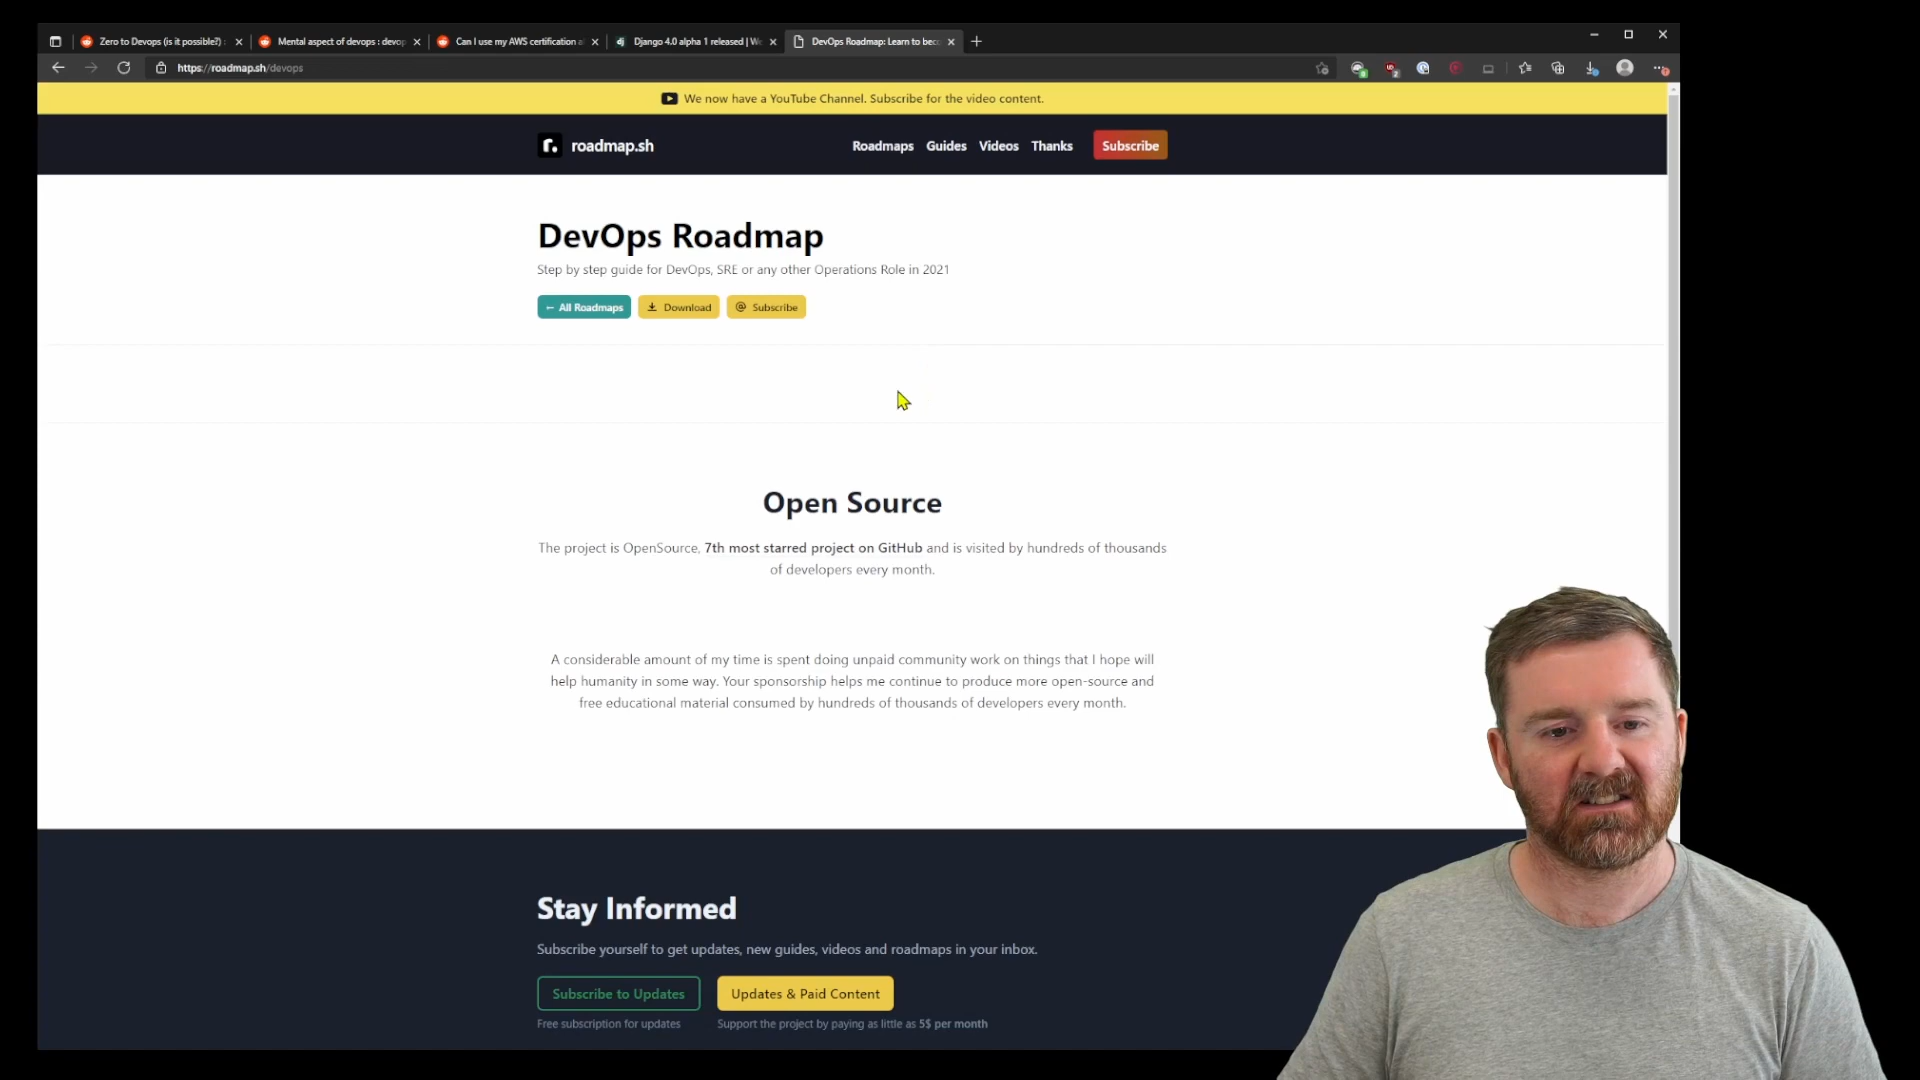 Zero to Devops (is it possible?) :
Mental aspect of devops : devop
Can I use my AWS certification a
Django 4.0 alpha 1 released | We
DevOps Roadmap: Learn to bec
https://roadmap.sh/devops
We now have a YouTube Channel. Subscribe for the video content.
roadmap.sh
Roadmaps Guides Videos Thanks Subscribe
DevOps Roadmap
Step by step guide for DevOps, SRE or any other Operations Role in 2021
← All Roadmaps Download Subscribe
Open Source
The project is OpenSource, 7th most starred project on GitHub and is visited by hundreds of thousands
of developers every month.
A considerable amount of my time is spent doing unpaid community work on things that I hope will
help humanity in some way. Your sponsorship helps me continue to produce more open-source and
free educational material consumed by hundreds of thousands of developers every month.
Stay Informed
Subscribe yourself to get updates, new guides, videos and roadmaps in your inbox.
Subscribe to Updates Updates & Paid Content
Free subscription for updates Support the project by paying as little as 5$ per month